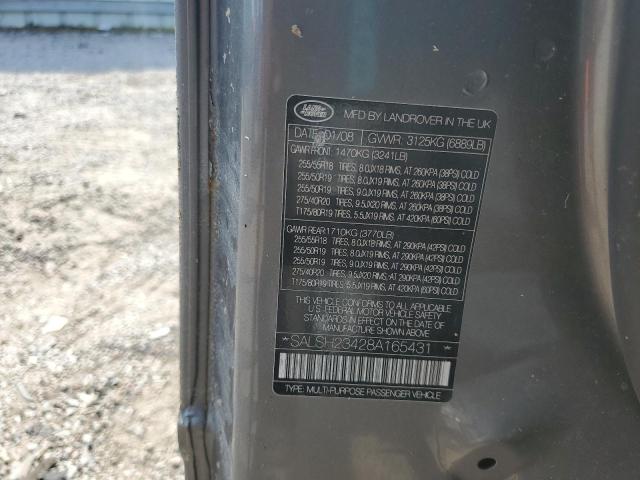 LAND ROVER
MFD BY LANDROVER IN THE UK
DATE: 01/08 GVWR: 3125KG (6889LB)
GAWR FRONT: 1470KG (3241LB)
255/55R18 TIRES, 8.0JX18 RIMS, AT 260KPA (38PSI) COLD
255/50R19 TIRES, 8.0JX19 RIMS, AT 260KPA (38PSI) COLD
255/50R19 TIRES, 9.0JX19 RIMS, AT 260KPA (38PSI) COLD
275/40R20 TIRES, 9.5JX20 RIMS, AT 260KPA (38PSI) COLD
T175/80R19 TIRES, 5.5JX19 RIMS, AT 420KPA (60PSI) COLD
GAWR REAR: 1710KG (3770LB)
255/55R18 TIRES, 8.0JX18 RIMS, AT 290KPA (42PSI) COLD
255/50R19 TIRES, 8.0JX19 RIMS, AT 290KPA (42PSI) COLD
255/50R19 TIRES, 9.0JX19 RIMS, AT 290KPA (42PSI) COLD
275/40R20 TIRES, 9.5JX20 RIMS, AT 290KPA (42PSI) COLD
T175/80R19 TIRES, 5.5JX19 RIMS, AT 420KPA (60PSI) COLD
THIS VEHICLE CONFORMS TO ALL APPLICABLE
U.S. FEDERAL MOTOR VEHICLE SAFETY
STANDARDS IN EFFECT ON THE DATE OF
MANUFACTURE SHOWN ABOVE
* SALSH23428A165431 *
TYPE: MULTI-PURPOSE PASSENGER VEHICLE